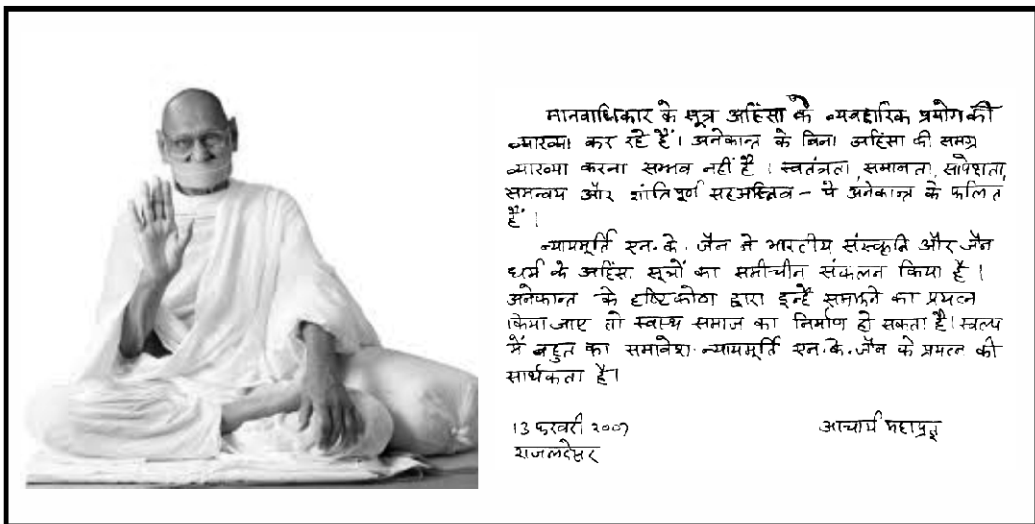 मानवाधिकार के सूत्र अहिंसा के व्यवहारिक प्रयोग की
व्याख्या कर रहे हैं। अनेकान्त के बिना अहिंसा की समग्र
व्याख्या करना सम्भव नहीं है। स्वतंत्रता, समानता, सापेक्षता,
समन्वय और शांतिपूर्ण सहअस्तित्व – ये अनेकान्त के फलित
हैं।
न्यायमूर्ति एन. के. जैन ने भारतीय संस्कृति और जैन
धर्म के अहिंसा सूत्रों का समीचीन संकलन किया है।
अनेकान्त के दृष्टिकोण द्वारा इन्हें समझने का प्रयत्न
किया जाए तो स्वस्थ समाज का निर्माण हो सकता है। स्वल्प
में बहुत का समावेश न्यायमूर्ति एन. के. जैन के प्रयत्न की
सार्थकता है।
13 फरवरी 2007 आचार्य महाप्रज्ञ
राजलदेसर